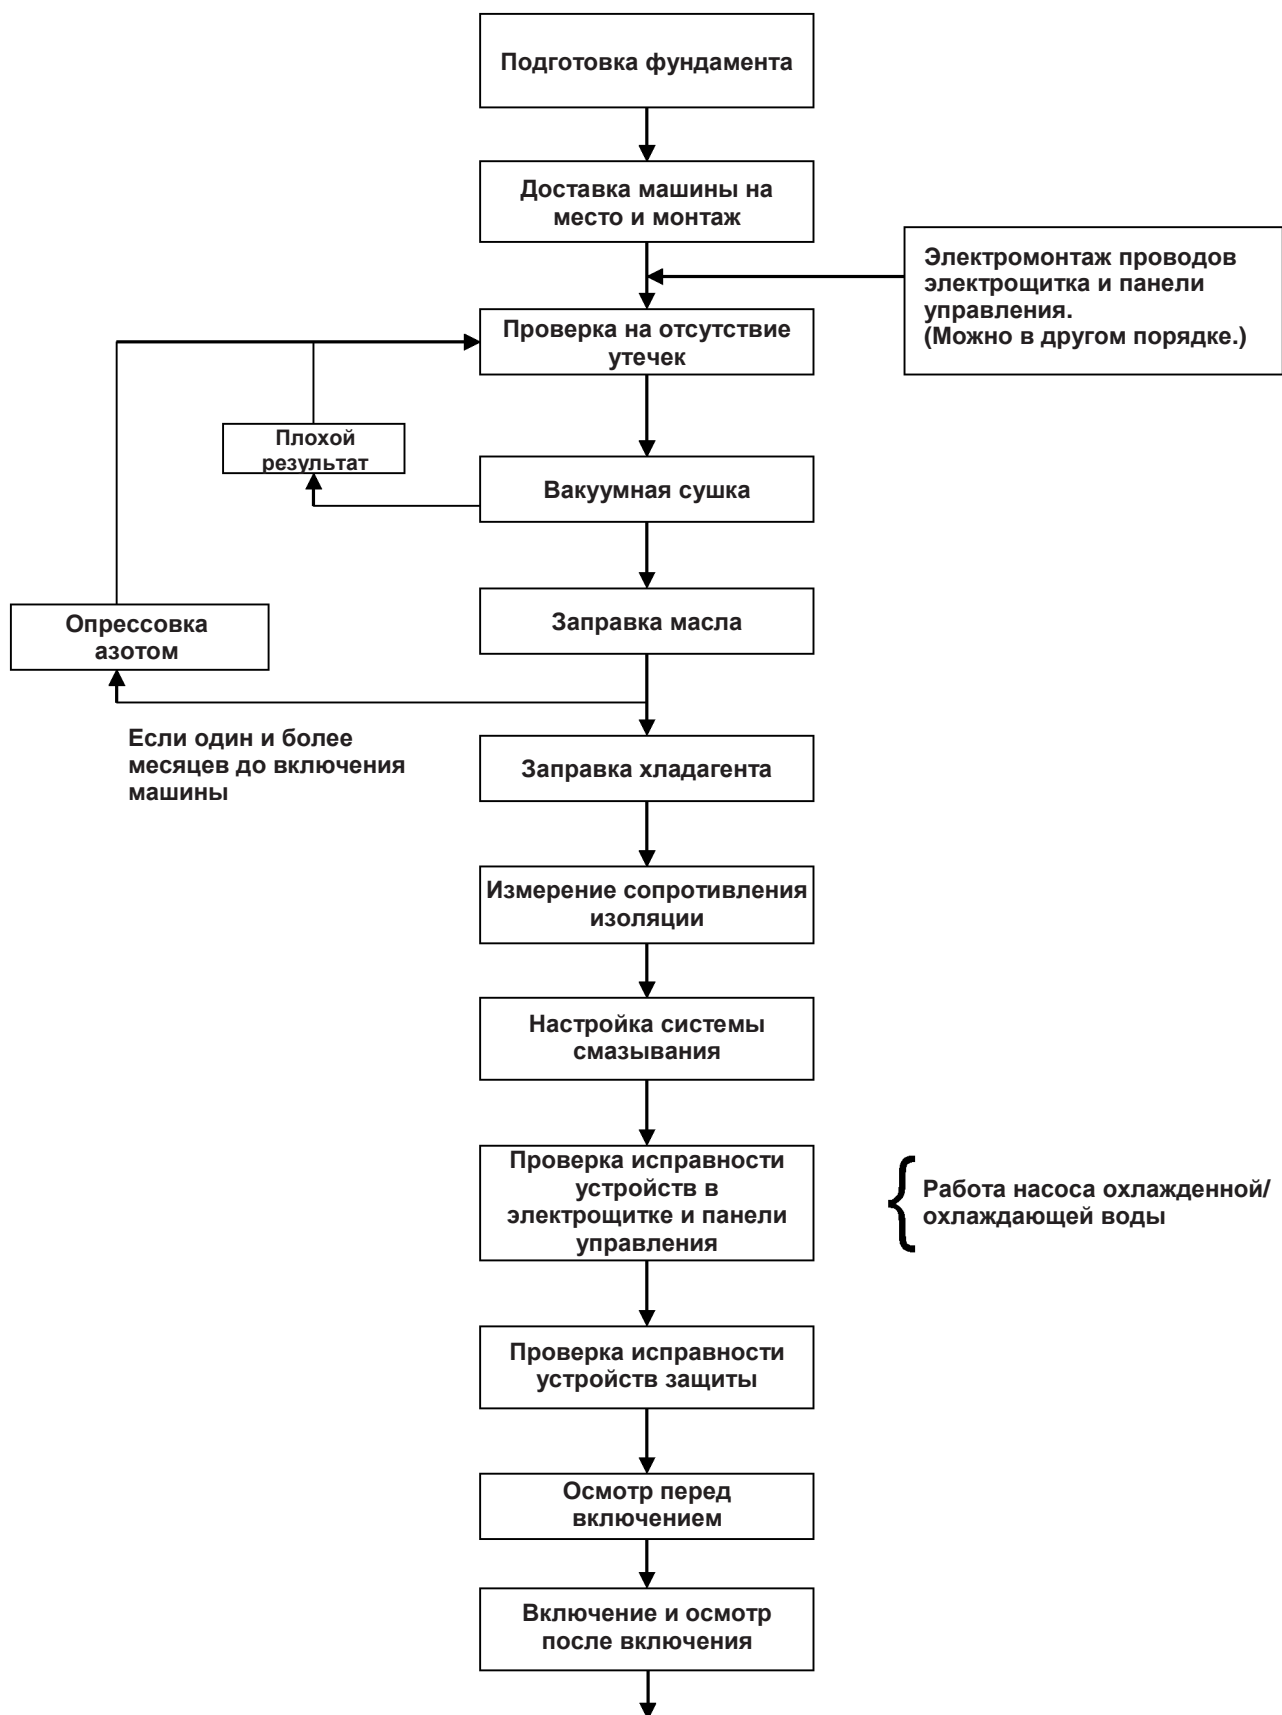 Подготовка фундамента
Доставка машины на
место и монтаж
Электромонтаж проводов
электрощитка и панели
управления.
(Можно в другом порядке.)
Проверка на отсутствие
утечек
Плохой
результат
Вакуумная сушка
Заправка масла
Опрессовка
азотом
Если один и более
месяцев до включения
машины
Заправка хладагента
Измерение сопротивления
изоляции
Настройка системы
смазывания
Проверка исправности
устройств в
электрощитке и панели
управления
Работа насоса охлажденной/
охлаждающей воды
Проверка исправности
устройств защиты
Осмотр перед
включением
Включение и осмотр
после включения